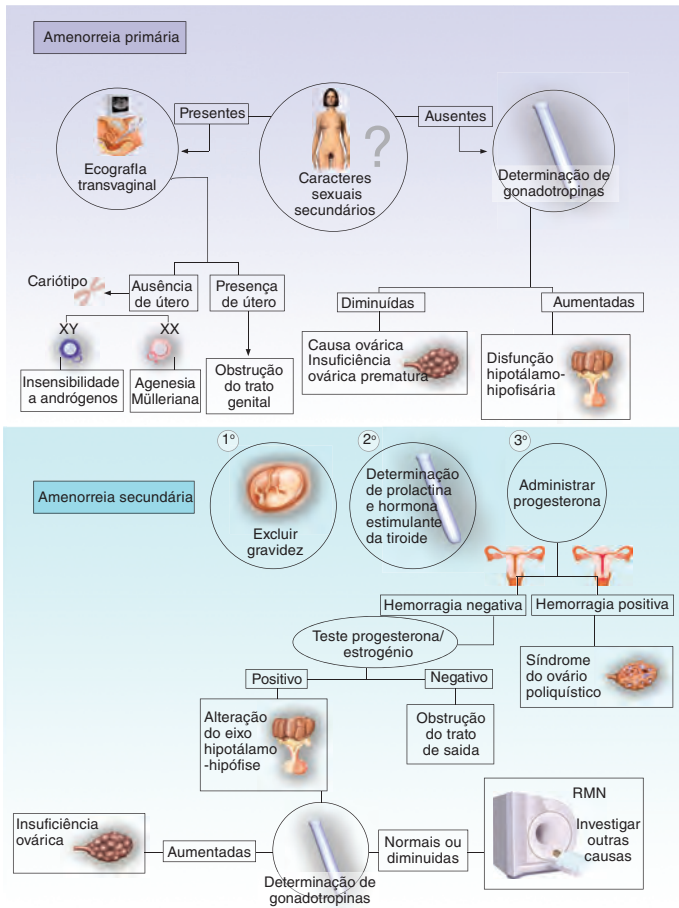 Amenorreia primária
Presentes
Ausentes
Ecografia
transvaginal
?
Caracteres
sexuais
secundários
Determinação de
gonadotropinas
Cariótipo
Ausência
de útero
Presença
de útero
Diminuídas
Aumentadas
XY
XX
Insensibilidade
a andrógenos
Agenesia
Mülleriana
Obstrução
do trato
genital
Causa ovárica
Insuficiência
ovárica prematura
Disfunção
hipotálamo-
hipofisária
Amenorreia secundária
1º
Excluir
gravidez
2º
Determinação
de prolactina
e hormona
estimulante
da tiroide
3º
Administrar
progesterona
Hemorragia negativa
Hemorragia positiva
Teste progesterona/
estrogénio
Síndrome
do ovário
poliquístico
Positivo
Negativo
Alteração
do eixo
hipotálamo
-hipófise
Obstrução
do trato
de saida
Insuficiência
ovárica
Aumentadas
Determinação de
gonadotropinas
Normais ou
diminuidas
RMN
Investigar
outras
causas